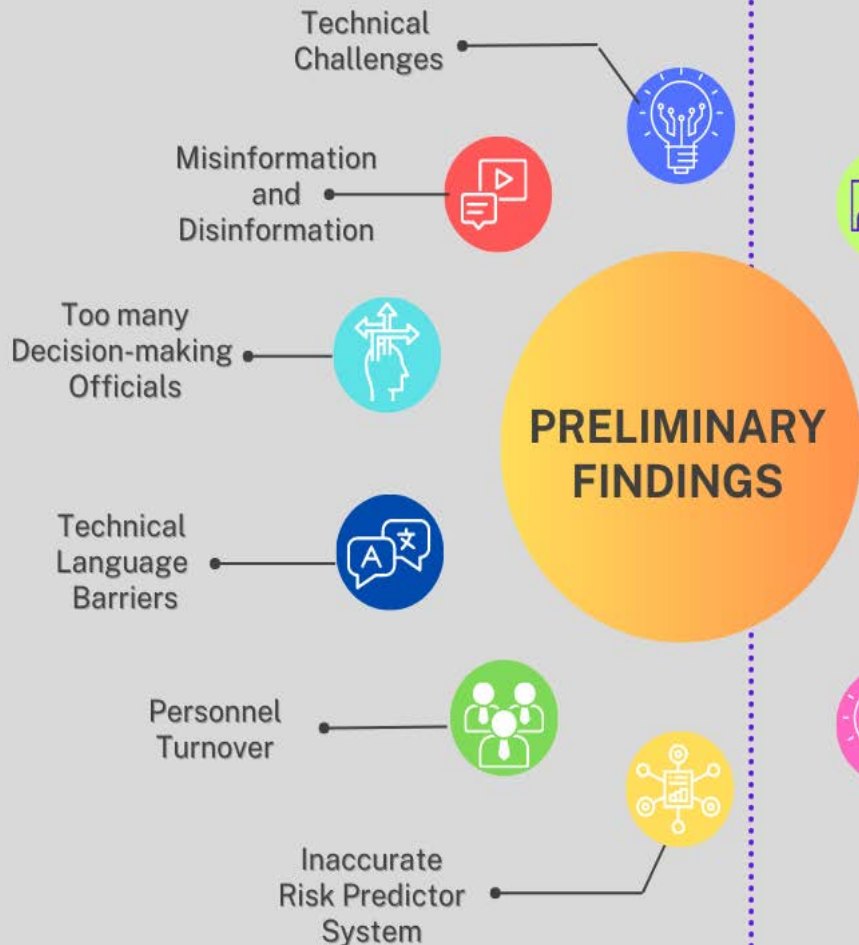 Technical
Challenges
Misinformation
and
Disinformation
Too many
Decision-making
Officials
PRELIMINARY
FINDINGS
Technical
Language
Barriers
A 文
Personnel
Turnover
Inaccurate
Risk Predictor
System